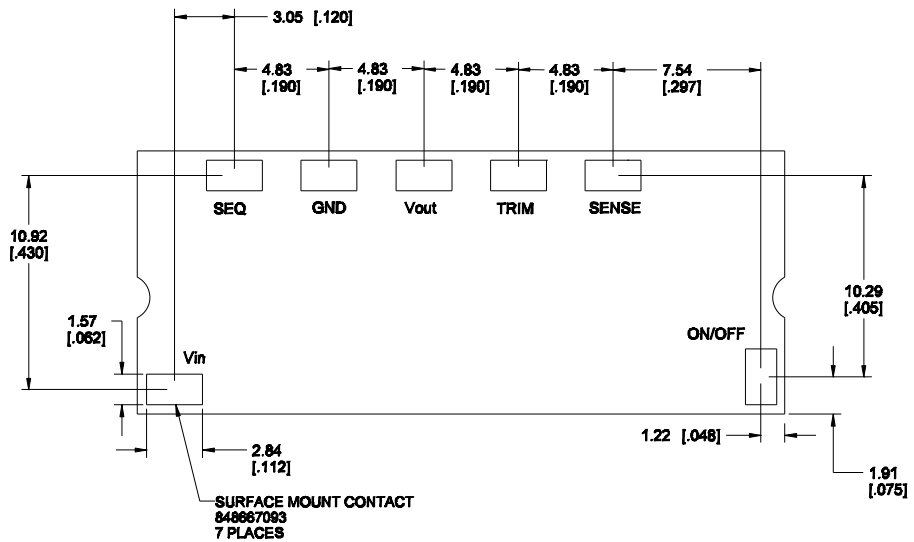 3.05 [.120]
4.83 4.83 4.83 4.83 7.54
[.190] [.190] [.190] [.190] [.297]
SEQ GND Vout TRIM SENSE
10.92
[.430]
10.29
[.405]
1.57
[.062]
Vin
ON/OFF
2.84
[.112]
1.22 [.048]
1.91
[.075]
SURFACE MOUNT CONTACT
848667093
7 PLACES